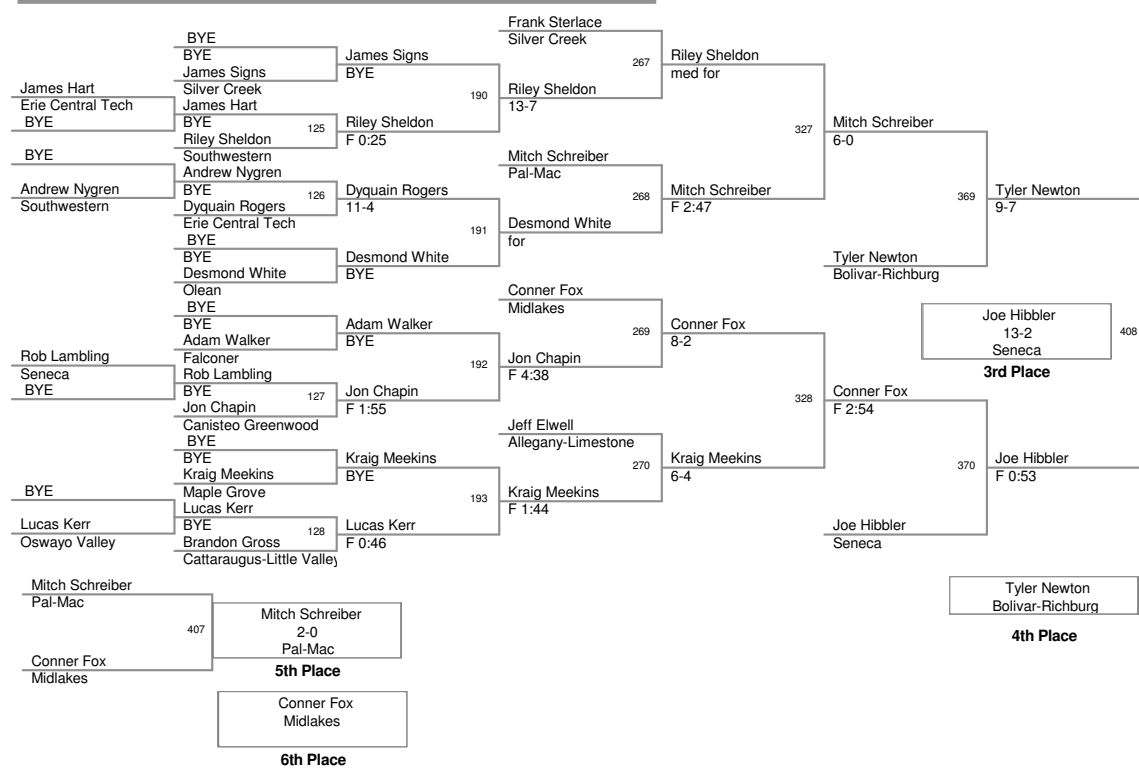 Frank Sterlace
Silver Creek
BYE
BYE
James Signs
Silver Creek
James Signs
BYE
267
Riley Sheldon
med for
James Hart
Erie Central Tech
BYE
James Hart
BYE
Riley Sheldon
Southwestern
125
Riley Sheldon
F 0:25
190
Riley Sheldon
13-7
327
Mitch Schreiber
6-0
BYE
Andrew Nygren
Southwestern
Andrew Nygren
BYE
Dyquain Rogers
Erie Central Tech
126
Dyquain Rogers
11-4
Mitch Schreiber
Pal-Mac
268
Mitch Schreiber
F 2:47
369
Tyler Newton
9-7
191
Desmond White
for
BYE
BYE
Desmond White
Olean
Desmond White
BYE
Tyler Newton
Bolivar-Richburg
BYE
BYE
Adam Walker
Falconer
Adam Walker
BYE
Conner Fox
Midlakes
269
Conner Fox
8-2
Joe Hibbler
13-2
Seneca
408
3rd Place
Rob Lambling
Seneca
BYE
Rob Lambling
BYE
Jon Chapin
Canisteo Greenwood
127
Jon Chapin
F 1:55
192
Jon Chapin
F 4:38
328
Conner Fox
F 2:54
BYE
BYE
Kraig Meekins
Maple Grove
Kraig Meekins
BYE
Jeff Elwell
Allegany-Limestone
270
Kraig Meekins
6-4
370
Joe Hibbler
F 0:53
BYE
Lucas Kerr
Oswayo Valley
Lucas Kerr
BYE
Brandon Gross
Cattaraugus-Little Valley
128
Lucas Kerr
F 0:46
193
Kraig Meekins
F 1:44
Joe Hibbler
Seneca
Mitch Schreiber
Pal-Mac
407
Conner Fox
Midlakes
Mitch Schreiber
2-0
Pal-Mac
5th Place
Tyler Newton
Bolivar-Richburg
4th Place
Conner Fox
Midlakes
6th Place